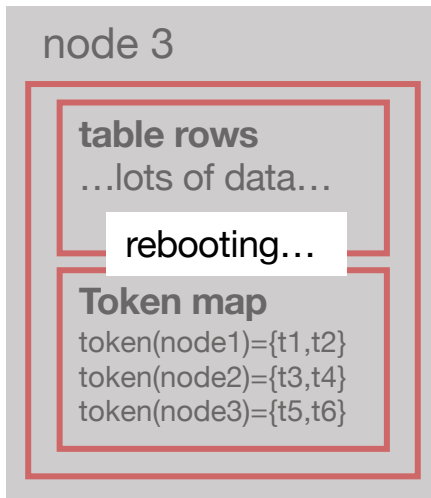 node 3
table rows
…lots of data…
rebooting…
Token map
token(node1)={t1,t2}
token(node2)={t3,t4}
token(node3)={t5,t6}